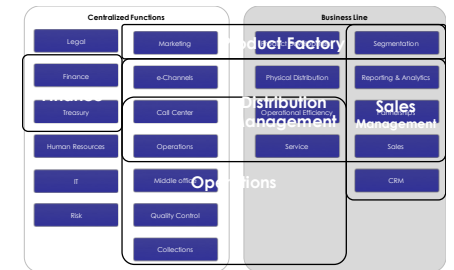 Centralized Functions
Business Line
Legal
Marketing
Product Factory
Segmentation
Finance
e-Channels
Physical Distribution
Reporting & Analytics
Finance
Treasury
Call Center
Distribution
Management
Operational Efficiency
Sales
Management
Partnerships
Human Resources
Operations
Service
Sales
IT
Middle office
Operations
CRM
Risk
Quality Control
Collections